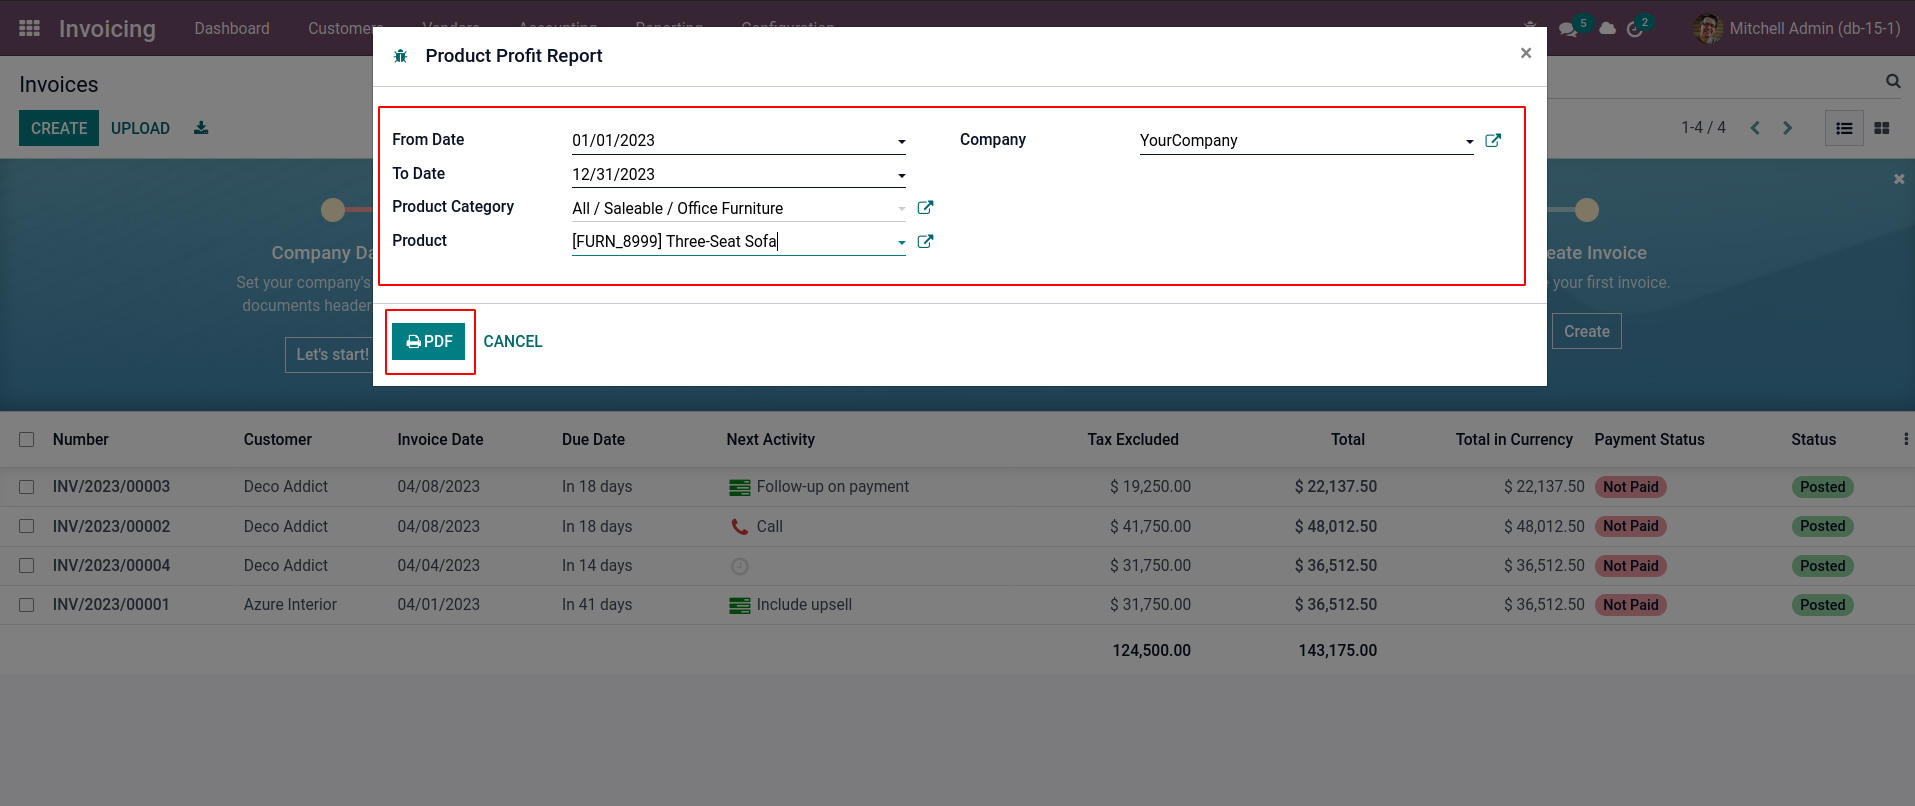 Invoicing Dashboard Customers Vendors Accounting Reporting Configuration 5 2 Mitchell Admin (db-15-1)
Product Profit Report ×
Invoices
CREATE UPLOAD
1-4 / 4
From Date 01/01/2023 Company YourCompany
To Date 12/31/2023
Product Category All / Saleable / Office Furniture
Product [FURN_8999] Three-Seat Sofa
PDF CANCEL
Company Da
Set your company's
documents header
Let's start!
eate Invoice
your first invoice.
Create
Number Customer Invoice Date Due Date Next Activity Tax Excluded Total Total in Currency Payment Status Status
INV/2023/00003 Deco Addict 04/08/2023 In 18 days Follow-up on payment $ 19,250.00 $ 22,137.50 $ 22,137.50 Not Paid Posted
INV/2023/00002 Deco Addict 04/08/2023 In 18 days Call $ 41,750.00 $ 48,012.50 $ 48,012.50 Not Paid Posted
INV/2023/00004 Deco Addict 04/04/2023 In 14 days $ 31,750.00 $ 36,512.50 $ 36,512.50 Not Paid Posted
INV/2023/00001 Azure Interior 04/01/2023 In 41 days Include upsell $ 31,750.00 $ 36,512.50 $ 36,512.50 Not Paid Posted
124,500.00 143,175.00